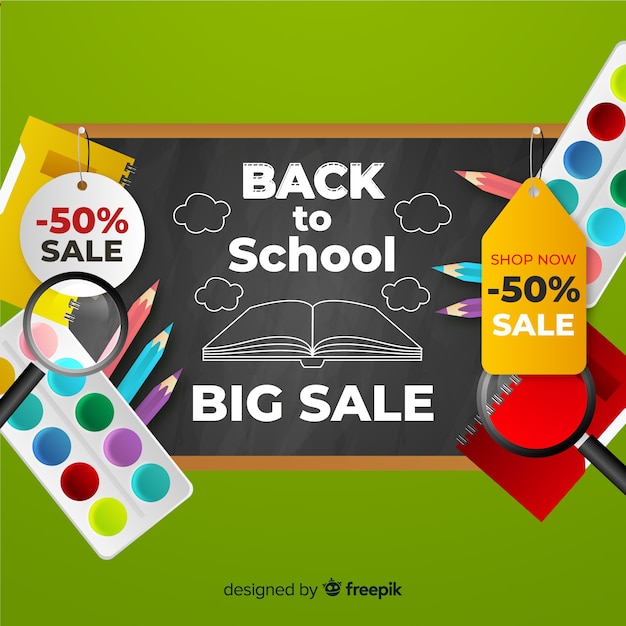 BACK
to
School
BIG SALE
-50%
SALE
SHOP NOW
-50%
SALE
designed by freepik